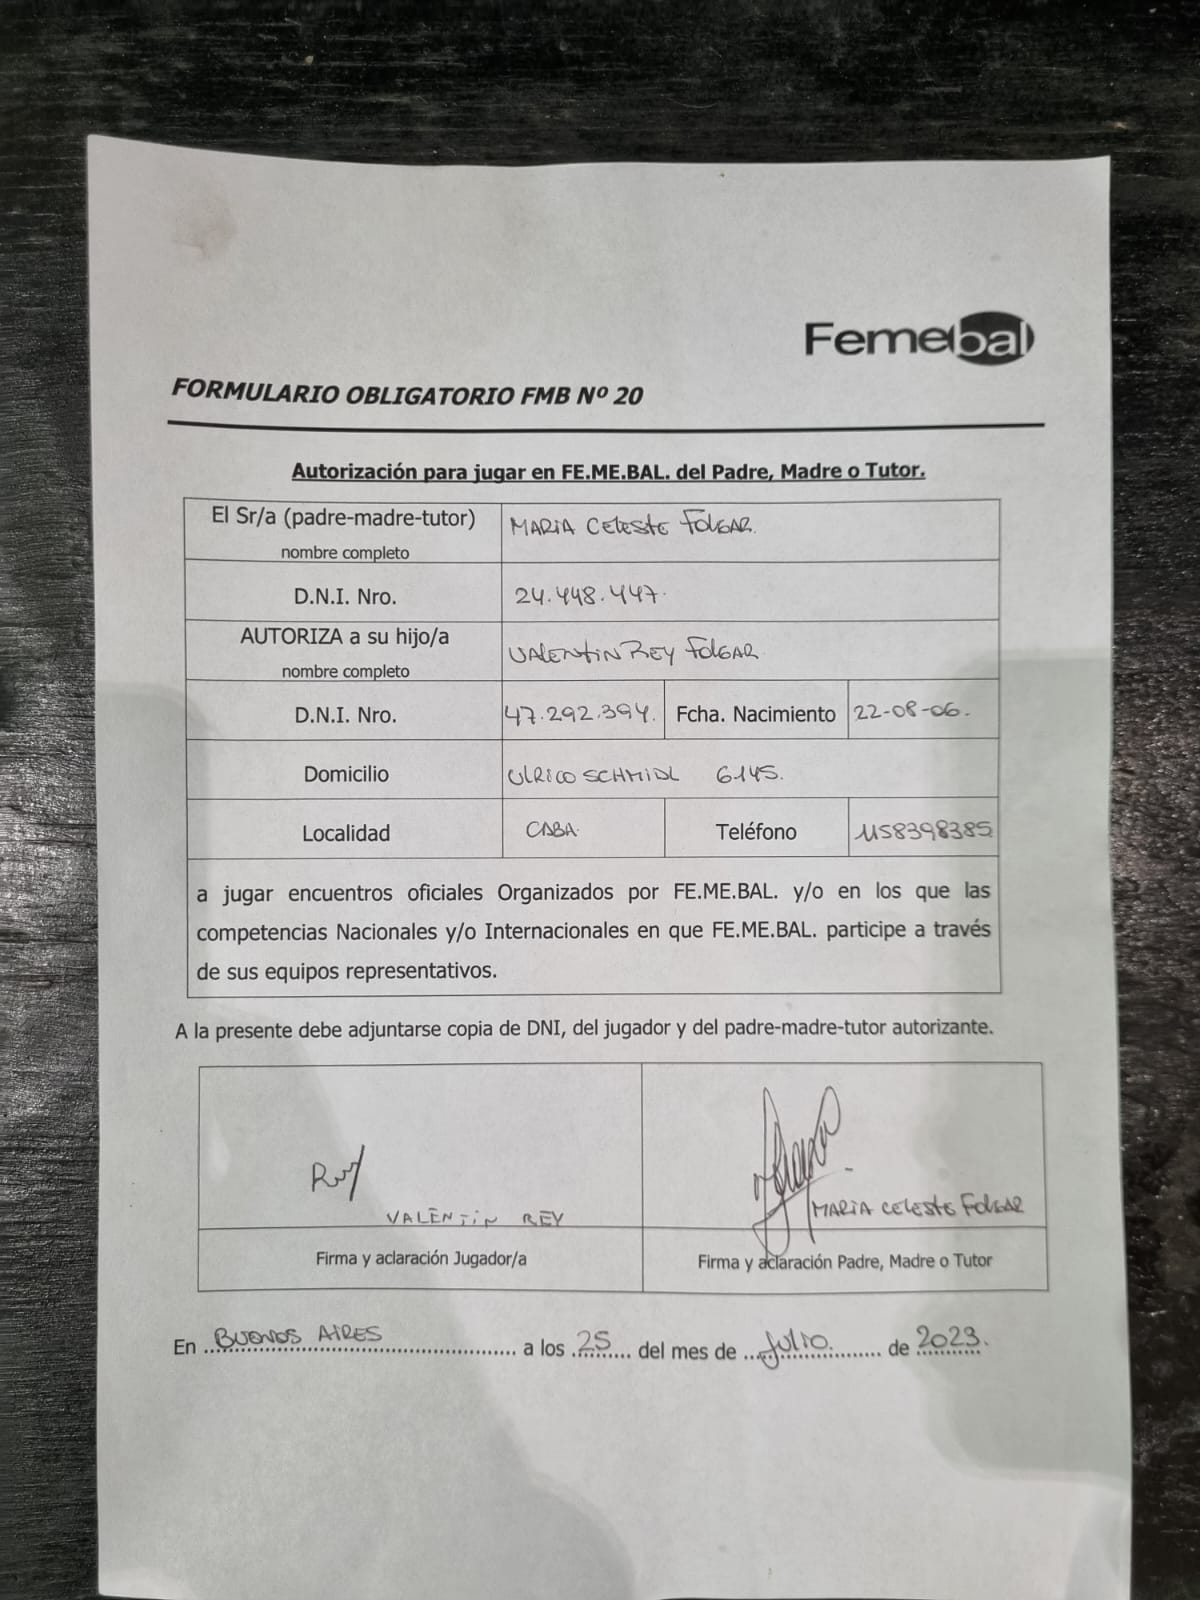 Femebal
FORMULARIO OBLIGATORIO FMB Nº 20
Autorización para jugar en FE.ME.BAL. del Padre, Madre o Tutor.
El Sr/a (padre-madre-tutor) MARIA CELESTE FOLGAR.
nombre completo
D.N.I. Nro. 24.448.447.
AUTORIZA a su hijo/a VALENTIN REY FOLGAR
nombre completo
D.N.I. Nro. 47.292.394. Fcha. Nacimiento 22-08-06.
Domicilio ULRICO SCHMIDL 6145.
Localidad CABA. Teléfono 1158398385
a jugar encuentros oficiales Organizados por FE.ME.BAL. y/o en los que las
competencias Nacionales y/o Internacionales en que FE.ME.BAL. participe a través
de sus equipos representativos.
A la presente debe adjuntarse copia de DNI, del jugador y del padre-madre-tutor autorizante.
Rey
VALENTIN REY MARIA CELESTE FOLGAR
Firma y aclaración Jugador/a Firma y aclaración Padre, Madre o Tutor
En BUENOS AIRES a los 25 del mes de Julio. de 2023.